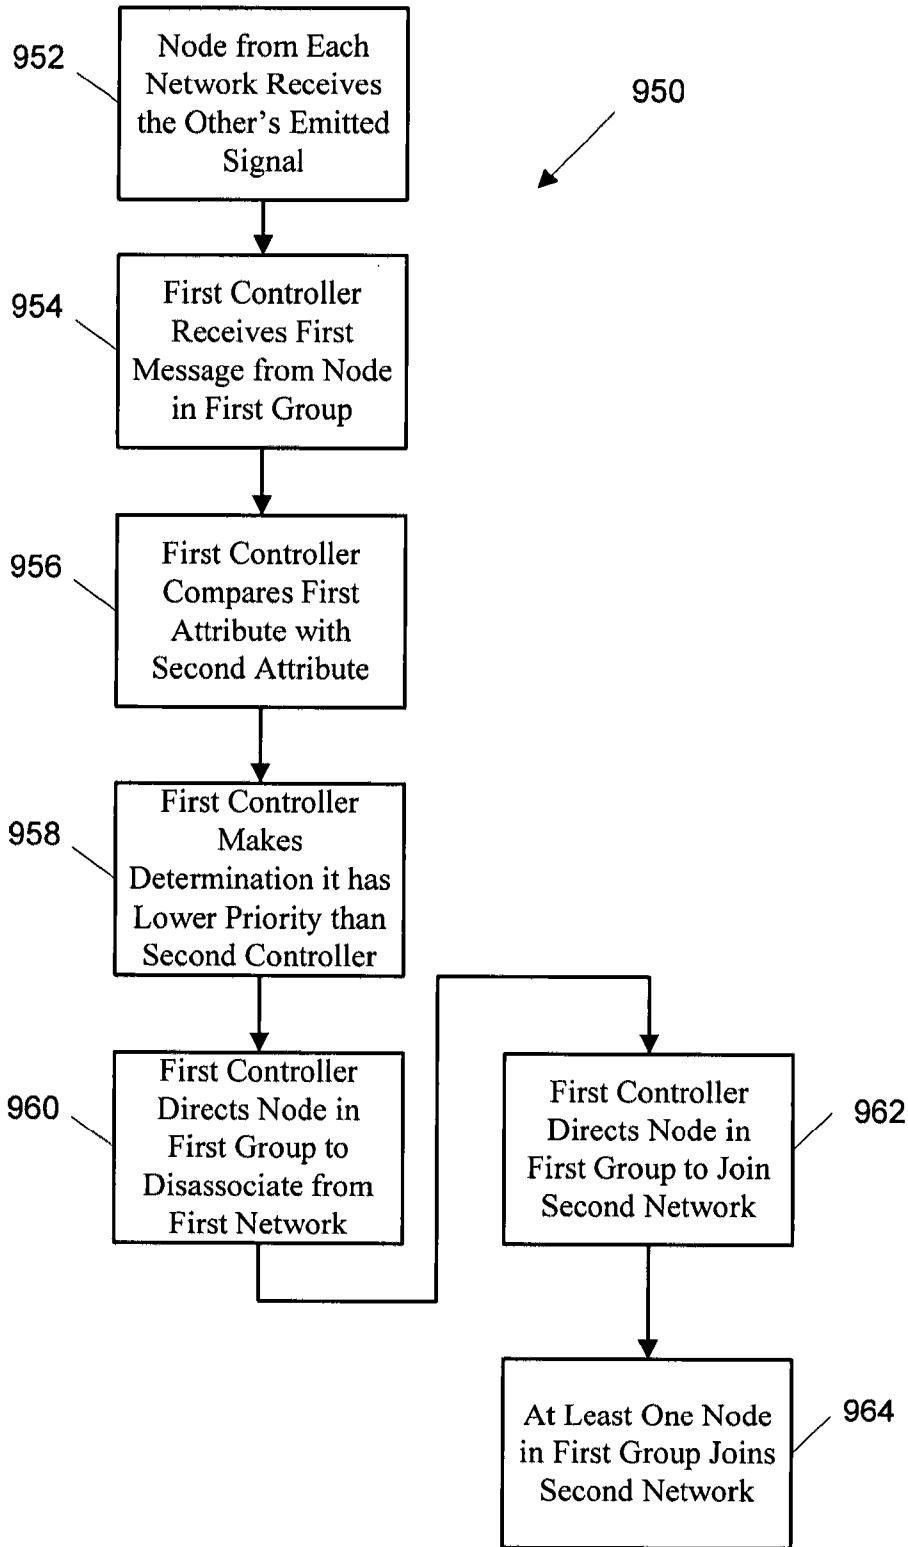 952
Node from Each
Network Receives
the Other's Emitted
Signal
950
954
First Controller
Receives First
Message from Node
in First Group
956
First Controller
Compares First
Attribute with
Second Attribute
958
First Controller
Makes
Determination it has
Lower Priority than
Second Controller
960
First Controller
Directs Node in
First Group to
Disassociate from
First Network
First Controller
Directs Node in
First Group to Join
Second Network
962
At Least One Node
in First Group Joins
Second Network
964